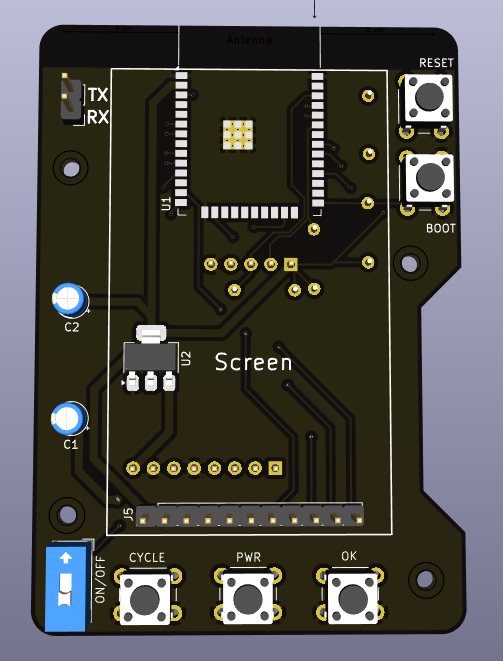 Antenna
RESET
TX
RX
U1
BOOT
C2
U2
Screen
C1
J5
ON/OFF
CYCLE
PWR
OK